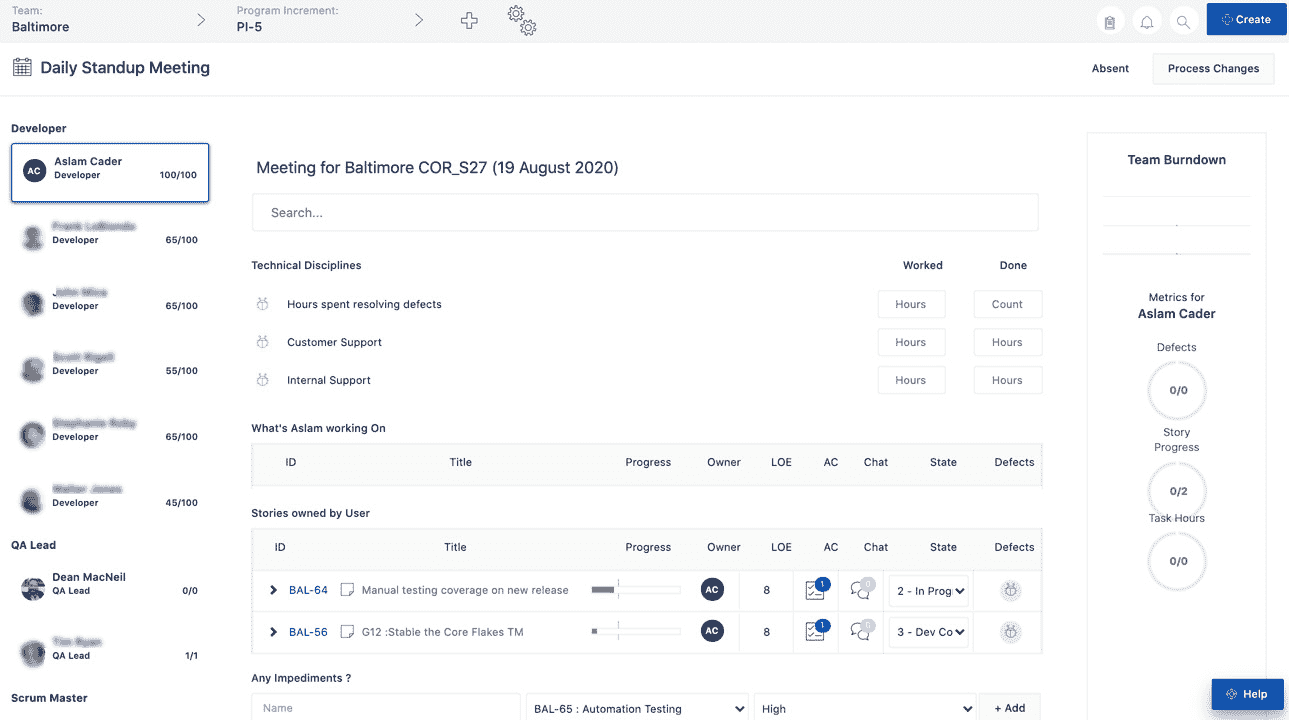 Team:
Baltimore
Program Increment:
PI-5
Create
Daily Standup Meeting
Absent
Process Changes
Developer
AC
Aslam Cader
Developer
100/100
Developer
65/100
Developer
65/100
Developer
55/100
Developer
65/100
Developer
45/100
QA Lead
Dean MacNeil
QA Lead
0/0
QA Lead
1/1
Scrum Master
Meeting for Baltimore COR_S27 (19 August 2020)
Search...
Technical Disciplines Worked Done
Hours spent resolving defects Hours Count
Customer Support Hours Hours
Internal Support Hours Hours
What's Aslam working On
ID Title Progress Owner LOE AC Chat State Defects
Stories owned by User
ID Title Progress Owner LOE AC Chat State Defects
BAL-64 Manual testing coverage on new release AC 8 1 0 2 - In Prog
BAL-56 G12 :Stable the Core Flakes TM AC 8 1 3 - Dev Co
Any Impediments ?
Name BAL-65 : Automation Testing High + Add
Team Burndown
Metrics for
Aslam Cader
Defects
0/0
Story
Progress
0/2
Task Hours
0/0
Help